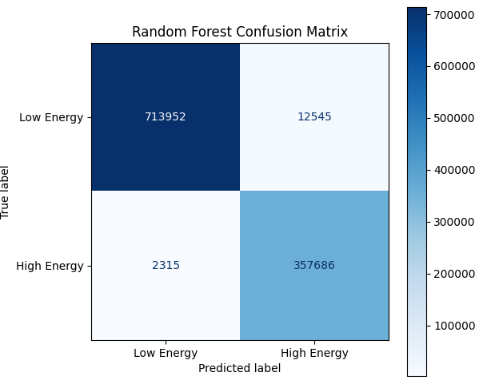 Random Forest Confusion Matrix
True label
Low Energy
713952 12545
High Energy
2315 357686
Low Energy High Energy
Predicted label
700000
600000
500000
400000
300000
200000
100000